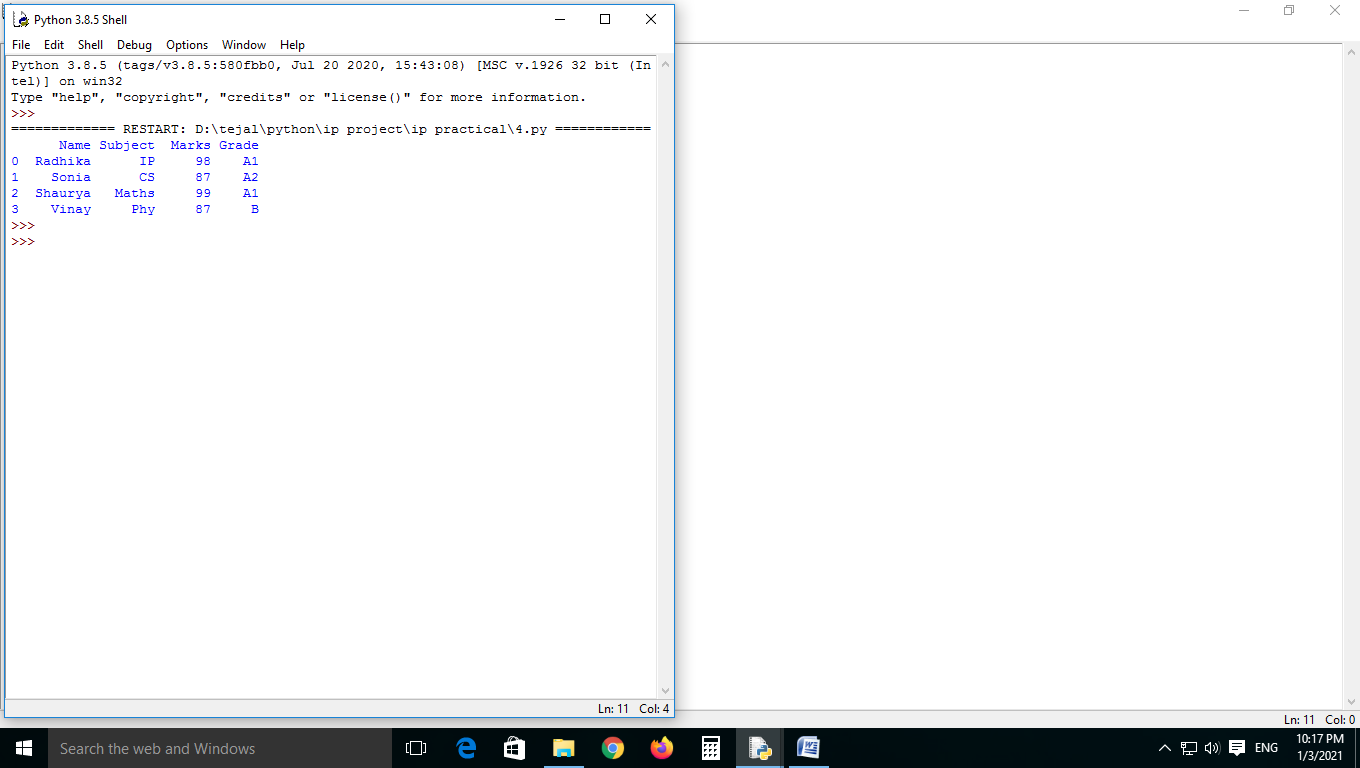 Python 3.8.5 Shell
File Edit Shell Debug Options Window Help
Python 3.8.5 (tags/v3.8.5:580fbb0, Jul 20 2020, 15:43:08) [MSC v.1926 32 bit (In
tel)] on win32
Type "help", "copyright", "credits" or "license()" for more information.
>>>
============= RESTART: D:\tejal\python\ip project\ip practical\4.py ============
      Name Subject  Marks Grade
0  Radhika      IP     98    A1
1    Sonia      CS     87    A2
2  Shaurya   Maths     99    A1
3    Vinay     Phy     87     B
>>>
>>>
Ln: 11 Col: 4
Ln: 11 Col: 0
Search the web and Windows
ENG
10:17 PM
1/3/2021